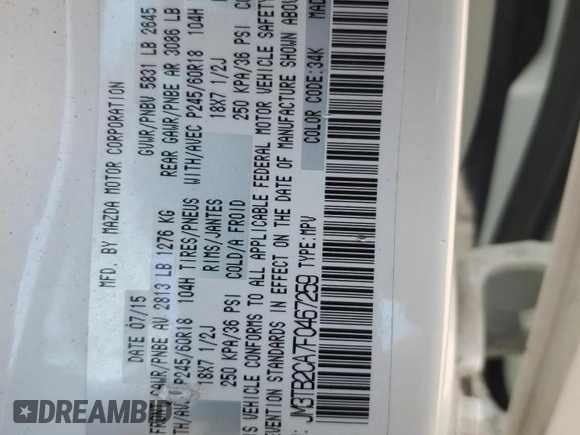 MFD. BY MAZDA MOTOR CORPORATION
DATE 07/15 GVWR/PNBV 5831 LB 2645
GAWR/PNBE AV 2813 LB 1276 KG REAR GAWR/PNBE AR 3086 LB
P245/60R18 104H TIRES/PNEUS WITH/AVEC P245/60R18 104H
18X7 1/2J RIMS/JANTES 18X7 1/2J
250 KPA/36 PSI COLD/A FROID 250 KPA/36 PSI
IS VEHICLE CONFORMS TO ALL APPLICABLE FEDERAL MOTOR VEHICLE SAFETY
EVENTION STANDARDS IN EFFECT ON THE DATE OF MANUFACTURE SHOWN ABOV
JM3TB2CA7F0467259 TYPE:MPV COLOR CODE:34K MAD
DREAMBID